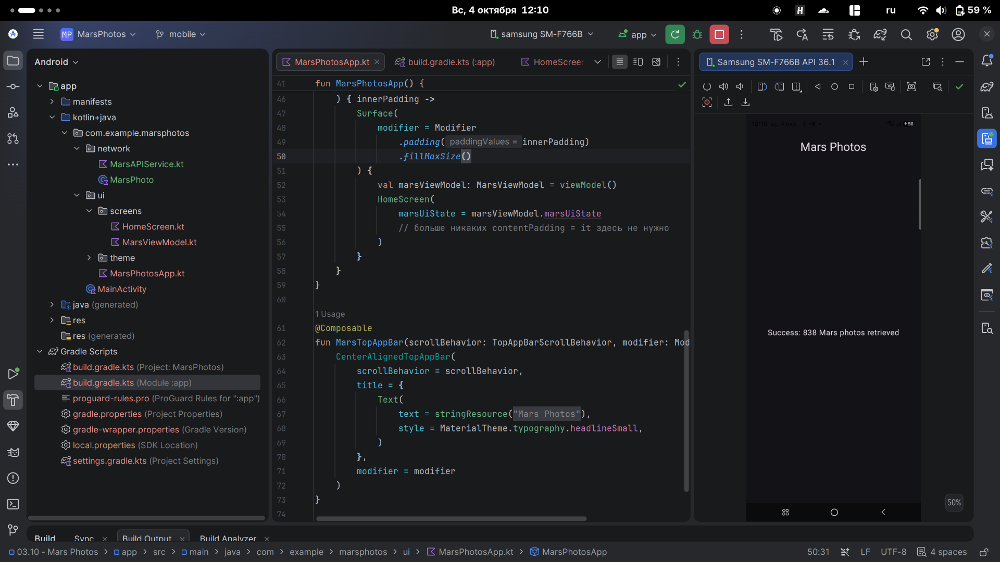 Вс, 4 октября 12:10
ru
59 %
MP MarsPhotos
mobile
samsung SM-F766B
app
Android
app
manifests
kotlin+java
com.example.marsphotos
network
MarsAPIService.kt
MarsPhoto
ui
screens
HomeScreen.kt
MarsViewModel.kt
theme
MarsPhotosApp.kt
MainActivity
java (generated)
res
res (generated)
Gradle Scripts
build.gradle.kts (Project: MarsPhotos)
build.gradle.kts (Module :app)
proguard-rules.pro (ProGuard Rules for ":app")
gradle.properties (Project Properties)
gradle-wrapper.properties (Gradle Version)
local.properties (SDK Location)
settings.gradle.kts (Project Settings)
MarsPhotosApp.kt
build.gradle.kts (:app)
HomeScreen
41 fun MarsPhotosApp() {
46 ) { innerPadding ->
47 Surface(
48 modifier = Modifier
49 .padding( paddingValues = innerPadding)
50 .fillMaxSize()
51 ) {
52 val marsViewModel: MarsViewModel = viewModel()
53 HomeScreen(
54 marsUiState = marsViewModel.marsUiState
55 // больше никаких contentPadding = it здесь не нужно
56 )
57 }
58 }
59 }
60
1 Usage
61 @Composable
62 fun MarsTopAppBar(scrollBehavior: TopAppBarScrollBehavior, modifier: Mod
63 CenterAlignedTopAppBar(
64 scrollBehavior = scrollBehavior,
65 title = {
66 Text(
67 text = stringResource("Mars Photos"),
68 style = MaterialTheme.typography.headlineSmall,
69 )
70 },
71 modifier = modifier
72 )
73 }
74
Samsung SM-F766B API 36.1
12:10 вс, 4 окт.
56
Mars Photos
Success: 838 Mars photos retrieved
50%
Build
Sync
Build Output
Build Analyzer
03.10 - Mars Photos > app > src > main > java > com > example > marsphotos > ui > MarsPhotosApp.kt > MarsPhotosApp
50:31
LF
UTF-8
4 spaces